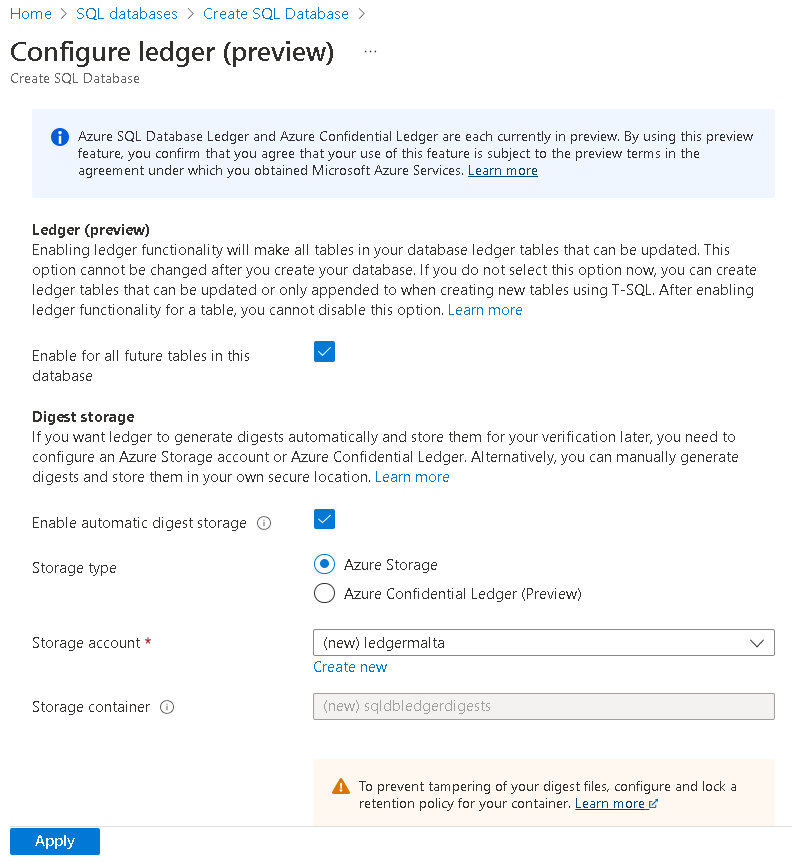 Home > SQL databases > Create SQL Database >
Configure ledger (preview) ...
Create SQL Database
Azure SQL Database Ledger and Azure Confidential Ledger are each currently in preview. By using this preview
feature, you confirm that you agree that your use of this feature is subject to the preview terms in the
agreement under which you obtained Microsoft Azure Services. Learn more
Ledger (preview)
Enabling ledger functionality will make all tables in your database ledger tables that can be updated. This
option cannot be changed after you create your database. If you do not select this option now, you can create
ledger tables that can be updated or only appended to when creating new tables using T-SQL. After enabling
ledger functionality for a table, you cannot disable this option. Learn more
Enable for all future tables in this
database
Digest storage
If you want ledger to generate digests automatically and store them for your verification later, you need to
configure an Azure Storage account or Azure Confidential Ledger. Alternatively, you can manually generate
digests and store them in your own secure location. Learn more
Enable automatic digest storage
Storage type
Azure Storage
Azure Confidential Ledger (Preview)
Storage account *
(new) ledgermalta
Create new
Storage container
(new) sqldbledgerdigests
To prevent tampering of your digest files, configure and lock a
retention policy for your container. Learn more
Apply